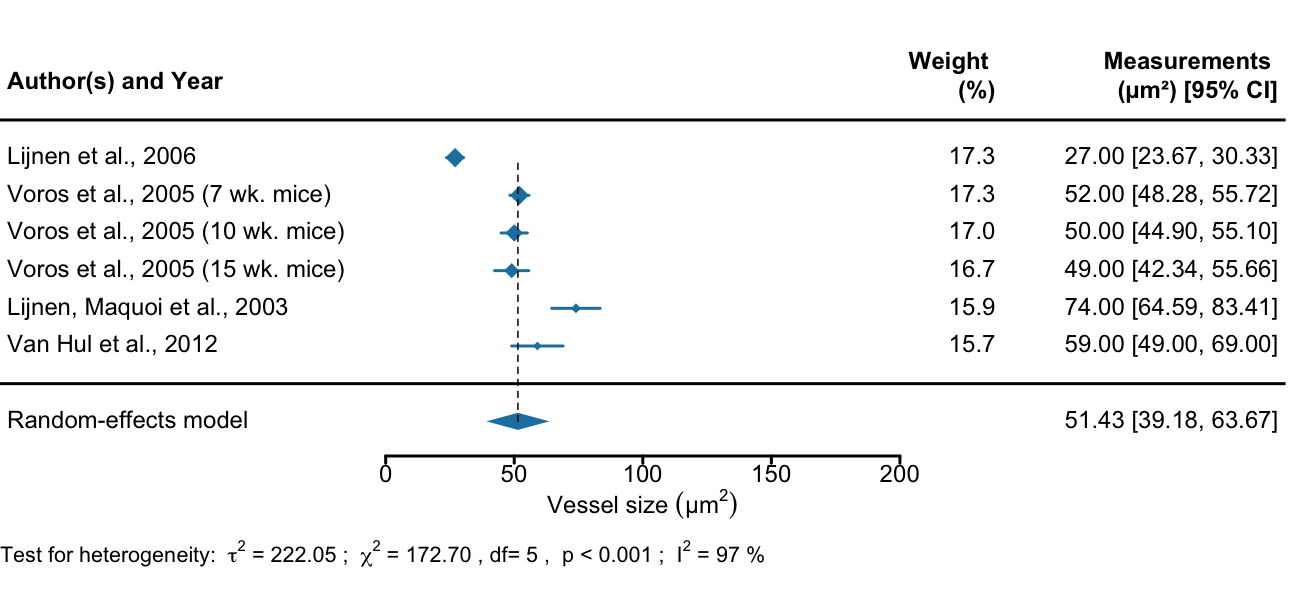 Author(s) and Year Weight (%) Measurements (µm²) [95% CI]
Lijnen et al., 2006 17.3 27.00 [23.67, 30.33]
Voros et al., 2005 (7 wk. mice) 17.3 52.00 [48.28, 55.72]
Voros et al., 2005 (10 wk. mice) 17.0 50.00 [44.90, 55.10]
Voros et al., 2005 (15 wk. mice) 16.7 49.00 [42.34, 55.66]
Lijnen, Maquoi et al., 2003 15.9 74.00 [64.59, 83.41]
Van Hul et al., 2012 15.7 59.00 [49.00, 69.00]
Random-effects model 51.43 [39.18, 63.67]
0 50 100 150 200
Vessel size (µm²)
Test for heterogeneity: τ² = 222.05 ; χ² = 172.70 , df= 5 , p < 0.001 ; I² = 97 %